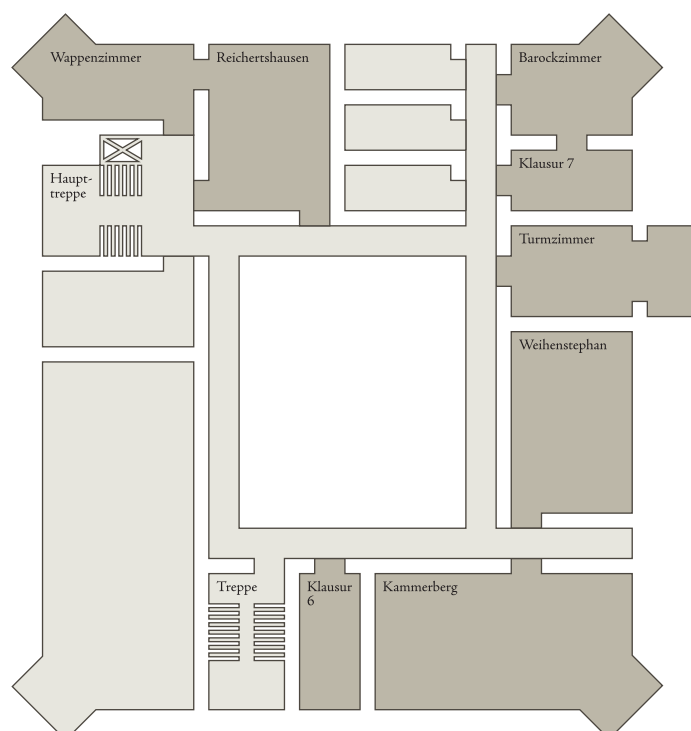 Wappenzimmer
Reichertshausen
Barockzimmer
Klausur 7
Haupt-
treppe
Turmzimmer
Weihenstephan
Treppe
Klausur
6
Kammerberg